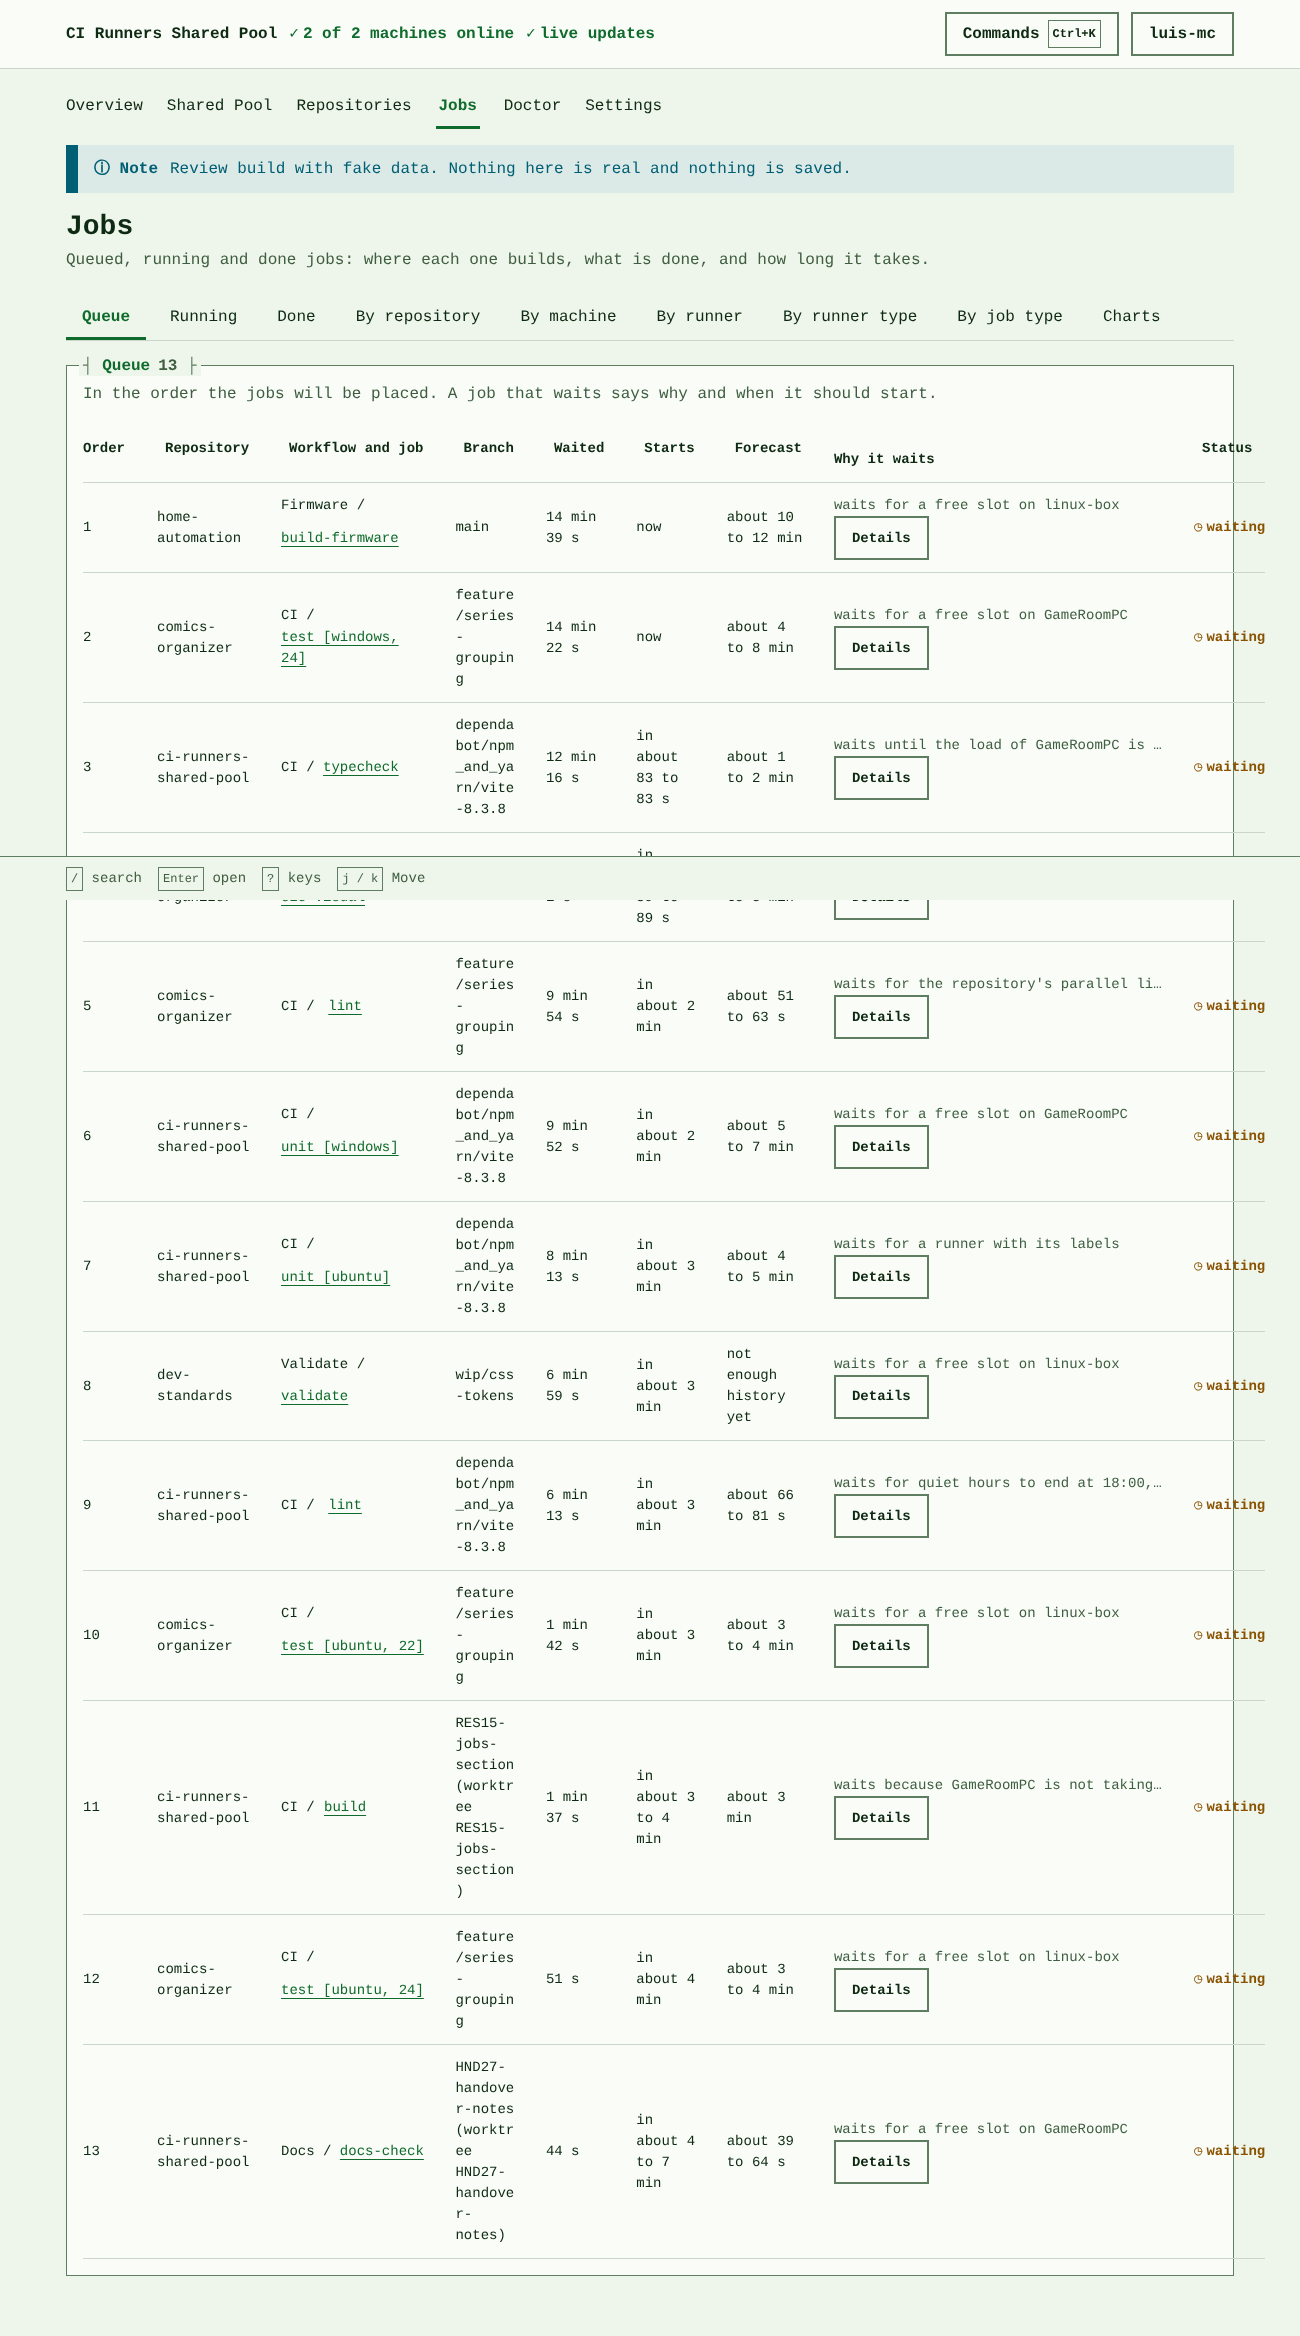 CI Runners Shared Pool ✓ 2 of 2 machines online ✓ live updates Commands Ctrl+K luis-mc
Overview Shared Pool Repositories Jobs Doctor Settings
ⓘ Note Review build with fake data. Nothing here is real and nothing is saved.
Jobs
Queued, running and done jobs: where each one builds, what is done, and how long it takes.
Queue Running Done By repository By machine By runner By runner type By job type Charts
Queue 13
In the order the jobs will be placed. A job that waits says why and when it should start.
Order Repository Workflow and job Branch Waited Starts Forecast Why it waits Status
1 home-automation Firmware / build-firmware main 14 min 39 s now about 10 to 12 min waits for a free slot on linux-box Details waiting
2 comics-organizer CI / test [windows, 24] feature/series-grouping 14 min 22 s now about 4 to 8 min waits for a free slot on GameRoomPC Details waiting
3 ci-runners-shared-pool CI / typecheck dependabot/npm_and_yarn/vite-8.3.8 12 min 16 s in about 83 to 83 s about 1 to 2 min waits until the load of GameRoomPC is … Details waiting
in
/ search Enter open ? keys j / k Move
89 s
5 comics-organizer CI / lint feature/series-grouping 9 min 54 s in about 2 min about 51 to 63 s waits for the repository's parallel li… Details waiting
6 ci-runners-shared-pool CI / unit [windows] dependabot/npm_and_yarn/vite-8.3.8 9 min 52 s in about 2 min about 5 to 7 min waits for a free slot on GameRoomPC Details waiting
7 ci-runners-shared-pool CI / unit [ubuntu] dependabot/npm_and_yarn/vite-8.3.8 8 min 13 s in about 3 min about 4 to 5 min waits for a runner with its labels Details waiting
8 dev-standards Validate / validate wip/css-tokens 6 min 59 s in about 3 min not enough history yet waits for a free slot on linux-box Details waiting
9 ci-runners-shared-pool CI / lint dependabot/npm_and_yarn/vite-8.3.8 6 min 13 s in about 3 min about 66 to 81 s waits for quiet hours to end at 18:00,… Details waiting
10 comics-organizer CI / test [ubuntu, 22] feature/series-grouping 1 min 42 s in about 3 min about 3 to 4 min waits for a free slot on linux-box Details waiting
11 ci-runners-shared-pool CI / build RES15-jobs-section (worktree RES15-jobs-section) 1 min 37 s in about 3 to 4 min about 3 min waits because GameRoomPC is not taking… Details waiting
12 comics-organizer CI / test [ubuntu, 24] feature/series-grouping 51 s in about 4 min about 3 to 4 min waits for a free slot on linux-box Details waiting
13 ci-runners-shared-pool Docs / docs-check HND27-handover-notes (worktree HND27-handover-notes) 44 s in about 4 to 7 min about 39 to 64 s waits for a free slot on GameRoomPC Details waiting